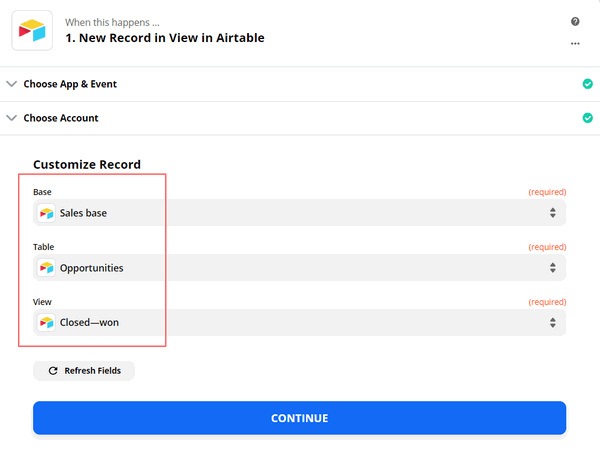 When this happens ...
1. New Record in View in Airtable
Choose App & Event
Choose Account
Customize Record
Base (required)
Sales base
Table (required)
Opportunities
View (required)
Closed—won
Refresh Fields
CONTINUE